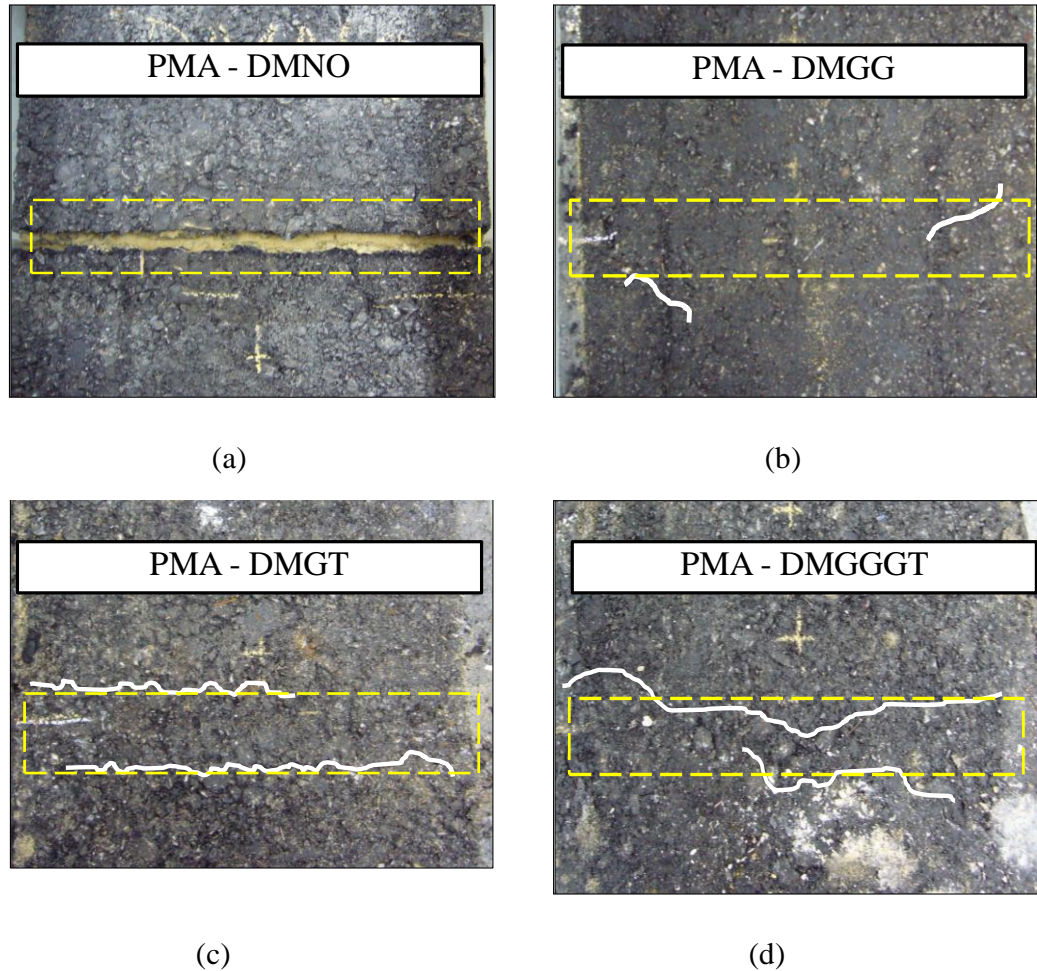 PMA - DMNO
PMA - DMGG
(a)
(b)
PMA - DMGT
PMA - DMGGGT
(c)
(d)